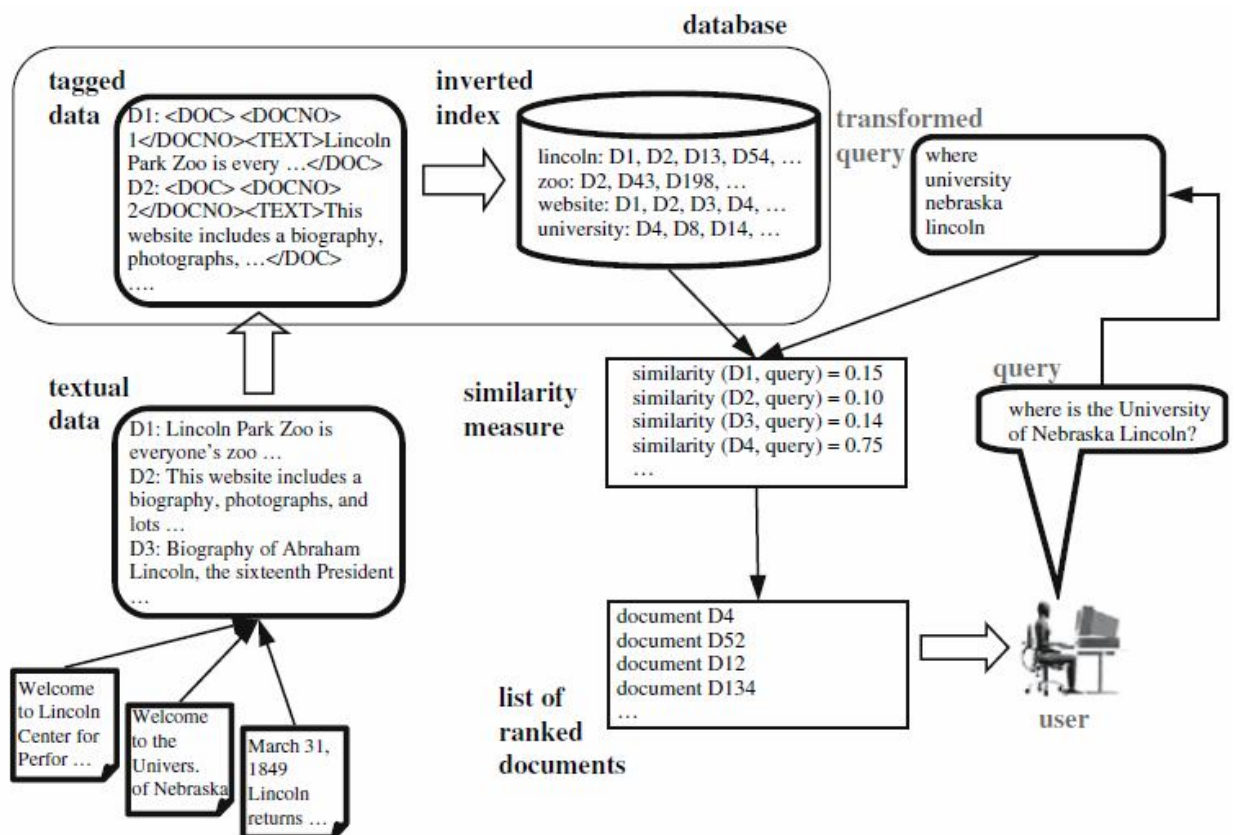 database
tagged
data
D1: <DOC> <DOCNO>
1</DOCNO><TEXT>Lincoln
Park Zoo is every …</DOC>
D2: <DOC> <DOCNO>
2</DOCNO><TEXT>This
website includes a biography,
photographs, …</DOC>
….
inverted
index
lincoln: D1, D2, D13, D54, …
zoo: D2, D43, D198, …
website: D1, D2, D3, D4, …
university: D4, D8, D14, …
transformed
query
where
university
nebraska
lincoln
textual
data
D1: Lincoln Park Zoo is
everyone’s zoo …
D2: This website includes a
biography, photographs, and
lots …
D3: Biography of Abraham
Lincoln, the sixteenth President
…
similarity
measure
similarity (D1, query) = 0.15
similarity (D2, query) = 0.10
similarity (D3, query) = 0.14
similarity (D4, query) = 0.75
…
query
where is the University
of Nebraska Lincoln?
Welcome
to Lincoln
Center for
Perfor …
Welcome
to the
Univers.
of Nebraska
March 31,
1849
Lincoln
returns …
list of
ranked
documents
document D4
document D52
document D12
document D134
…
user